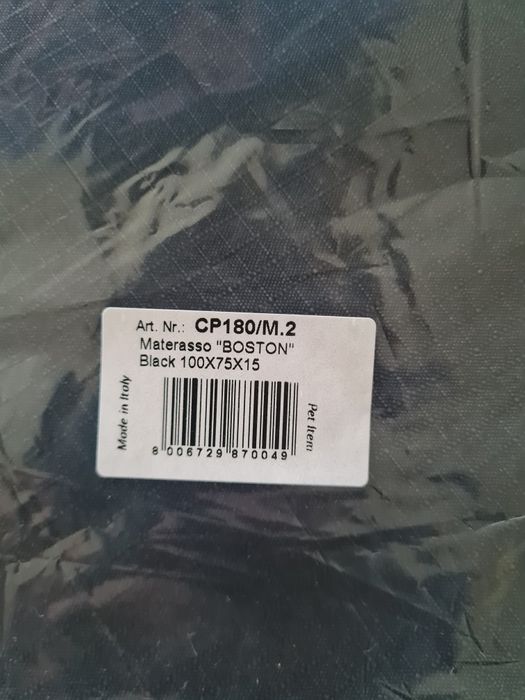 Art. Nr.: CP180/M.2
Materasso "BOSTON"
Black 100X75X15
Made in Italy
Pet Item
8 006729 870049